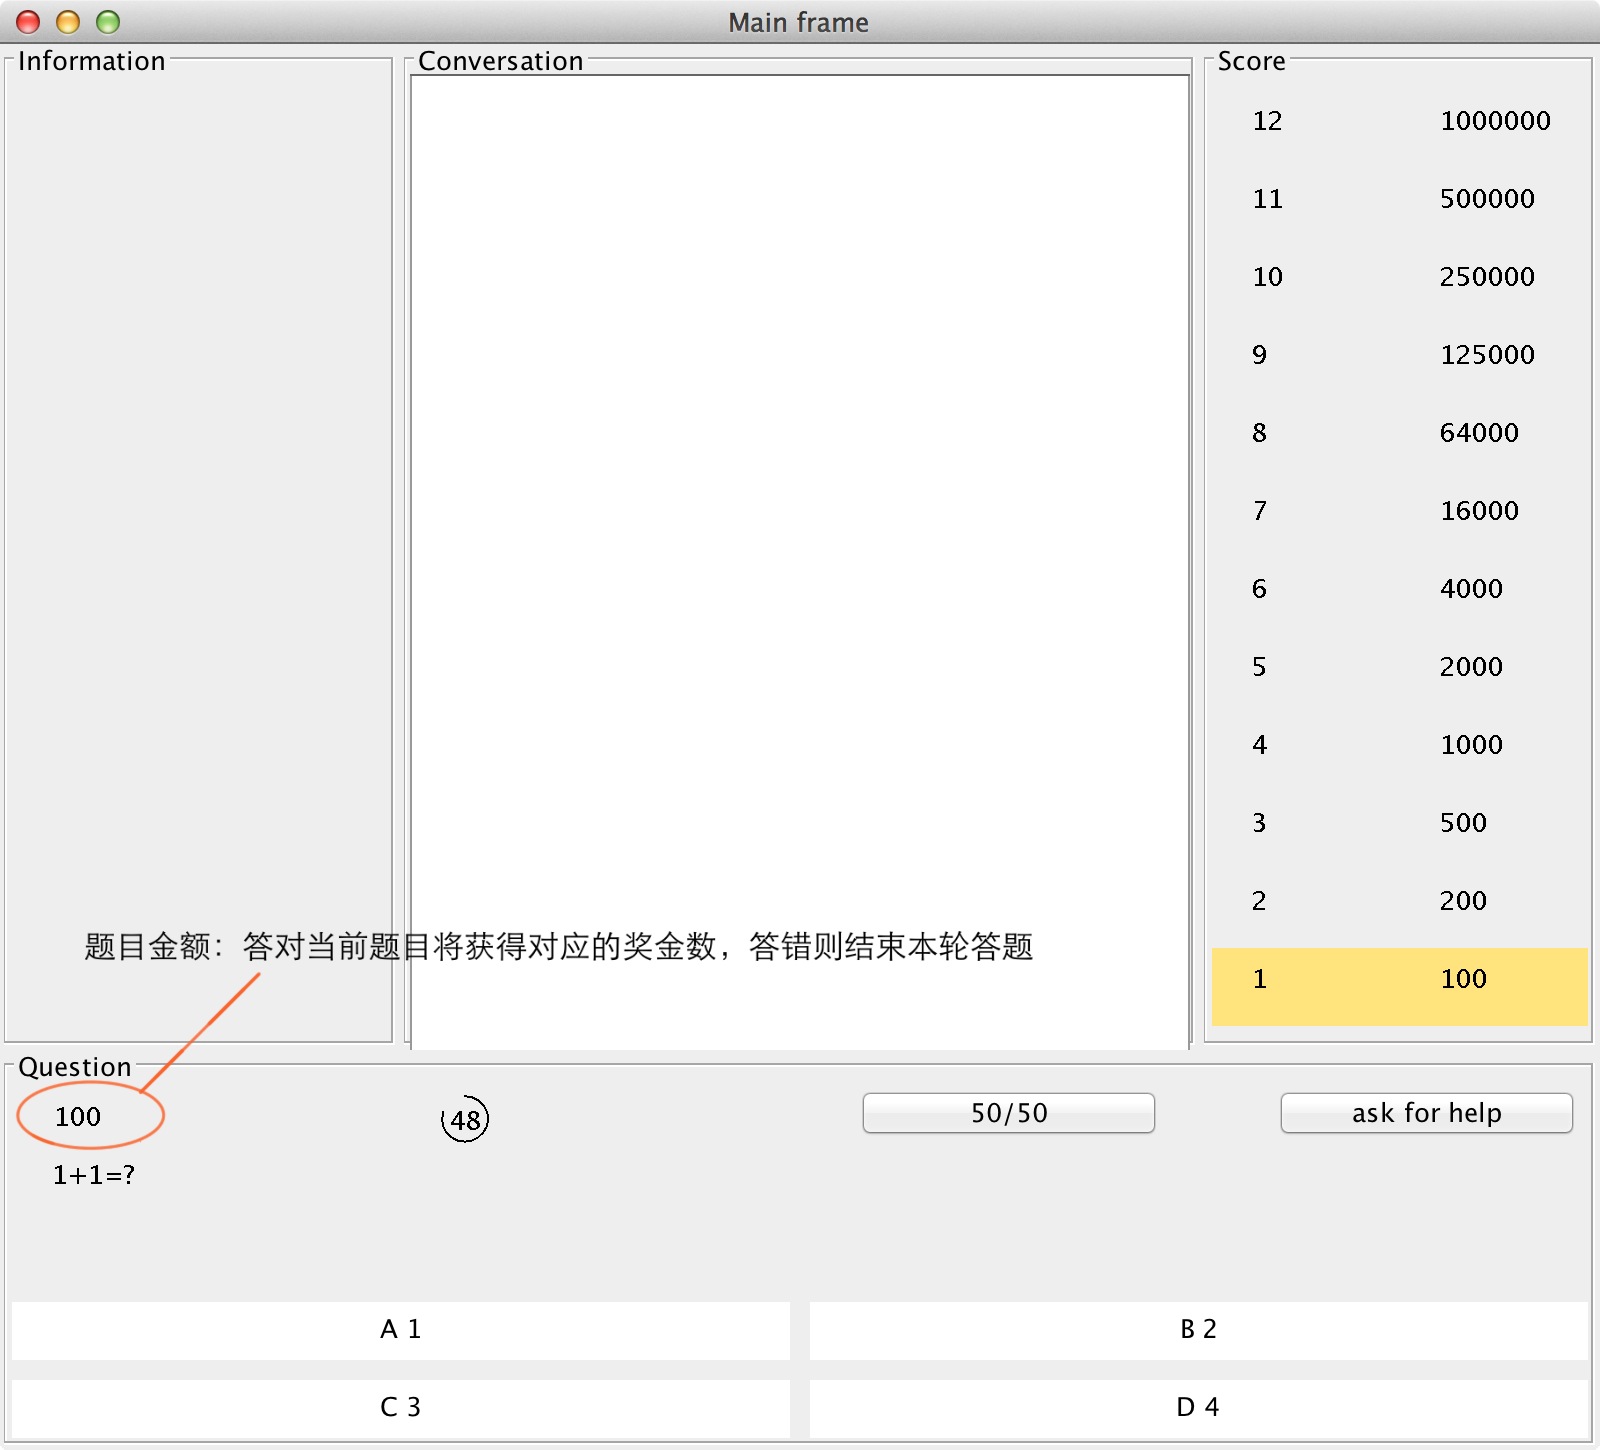 Main frame
Information
Conversation
Score
12 1000000
11 500000
10 250000
9 125000
8 64000
7 16000
6 4000
5 2000
4 1000
3 500
2 200
题目金额：答对当前题目将获得对应的奖金数，答错则结束本轮答题
1 100
Question
100
48
50/50
ask for help
1+1=?
A 1
B 2
C 3
D 4